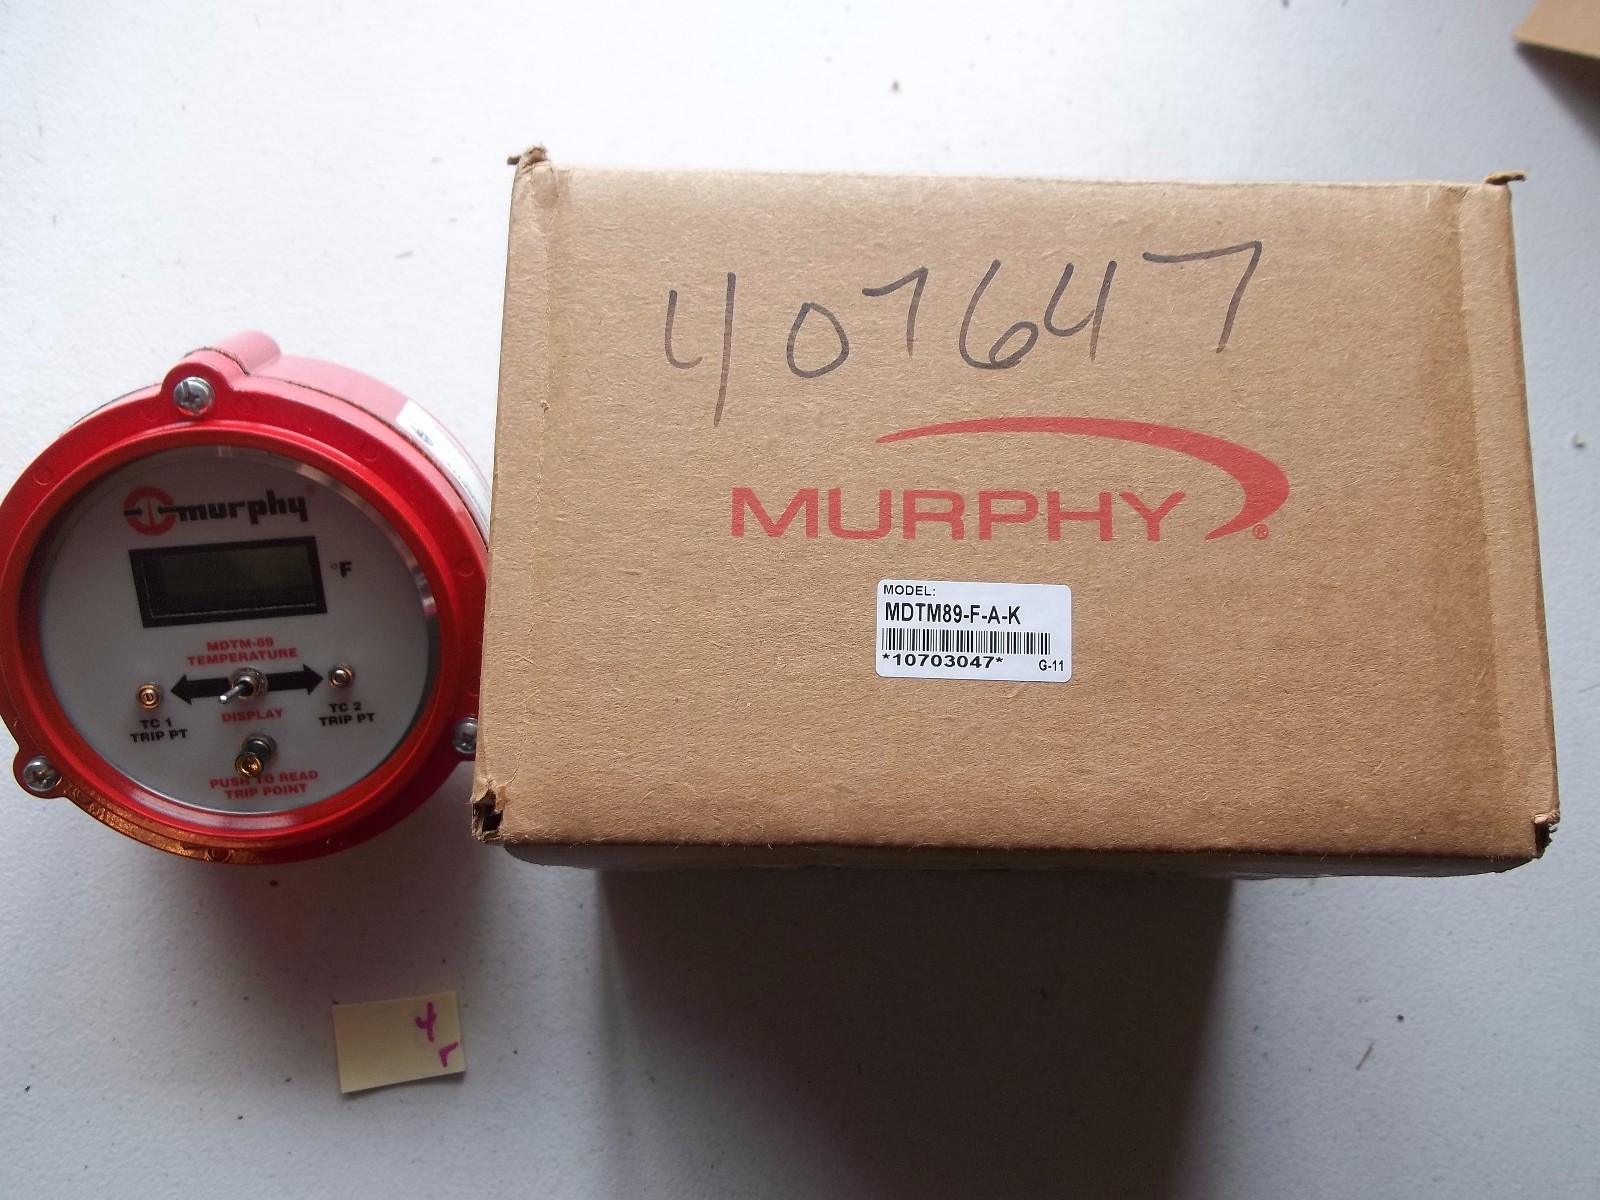 murphy
°F
MDTM-89
TEMPERATURE
TC 1
TRIP PT
DISPLAY
TC 2
TRIP PT
PUSH TO READ
TRIP POINT
407647
MURPHY®
MODEL:
MDTM89-F-A-K
*10703047* G-11
4